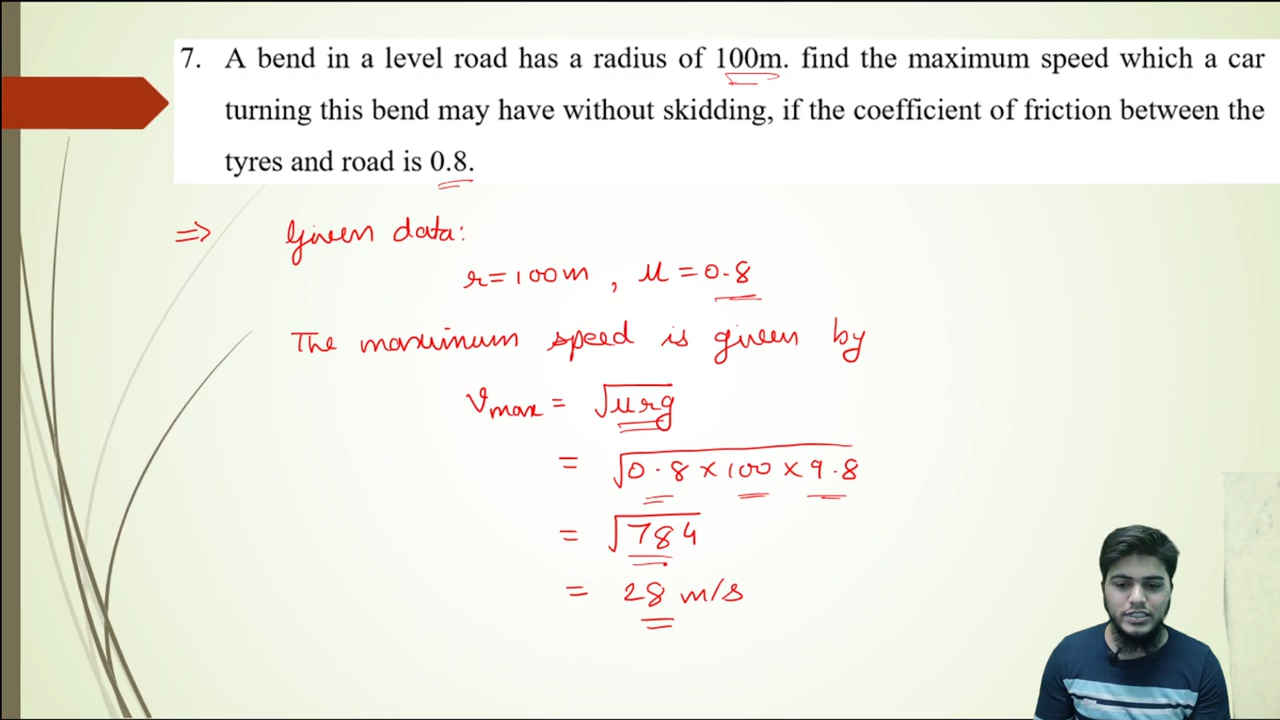 7. A bend in a level road has a radius of 100m. find the maximum speed which a car
turning this bend may have without skidding, if the coefficient of friction between the
tyres and road is 0.8.
⇒ Given data:
r=100m , μ=0.8
The maximum speed is given by
vmax = √μrg
= √0.8×100×9.8
= √784
= 28 m/s